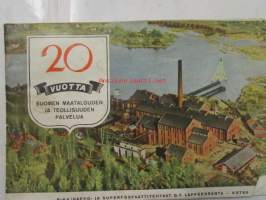 20
VUOTTA
SUOMEN MAATALOUDEN
JA TEOLLISUUDEN
PALVELUA
RIKKIHAPPO- JA SUPERFOSFAATTITEHTAAT O.Y. LAPPEENRANTA - KOTKA